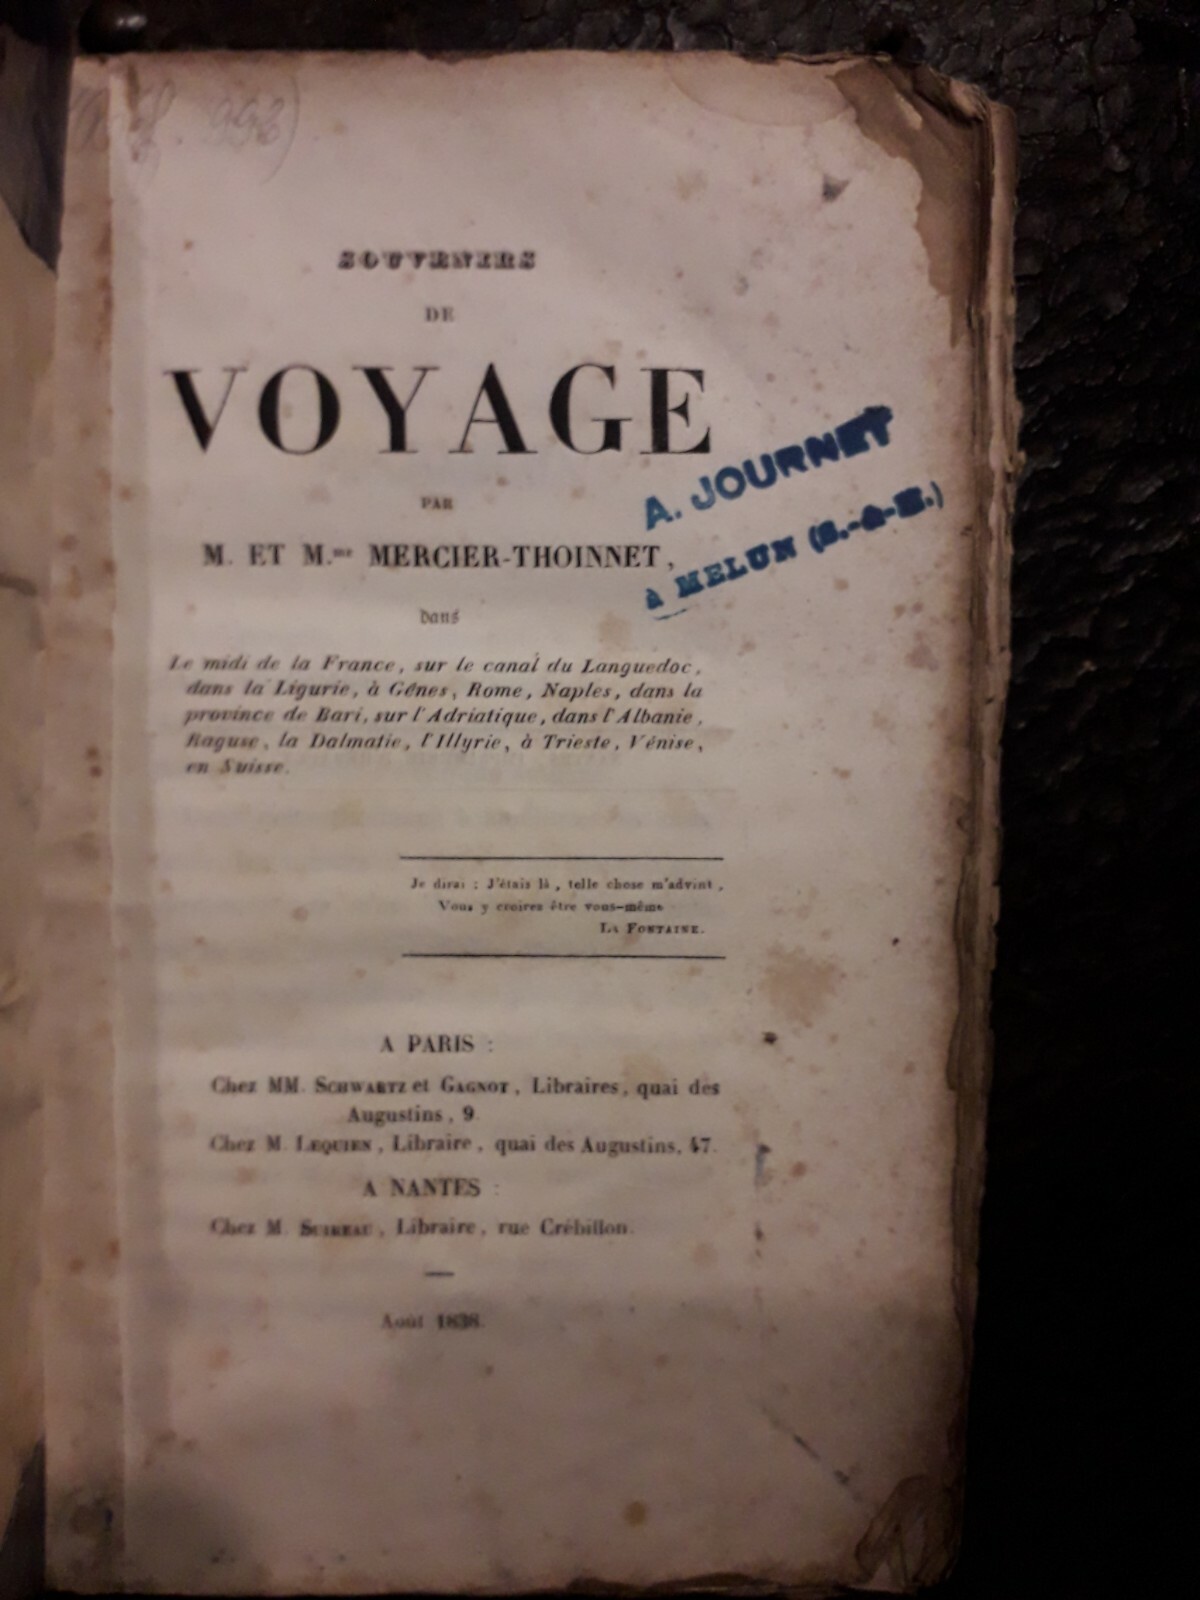 SOUVENIRS
DE
VOYAGE
PAR
M. ET M.me MERCIER-THOINNET,
dans
Le midi de la France, sur le canal du Languedoc,
dans la Ligurie, à Gênes, Rome, Naples, dans la
province de Bari, sur l'Adriatique, dans l'Albanie,
Raguse, la Dalmatie, l'Illyrie, à Trieste, Vénise,
en Suisse.
A. JOURNET
à MELUN (S.-&-M.)
Je dirai : J'étais là, telle chose m'advint,
Vous y croirez être vous-même
LA FONTAINE.
A PARIS :
Chez MM. SCHWARTZ et GAGNOT, Libraires, quai des
Augustins, 9.
Chez M. LEQUIEN, Libraire, quai des Augustins, 47.
A NANTES :
Chez M. SUIREAU, Libraire, rue Crébillon.
Août 1838.